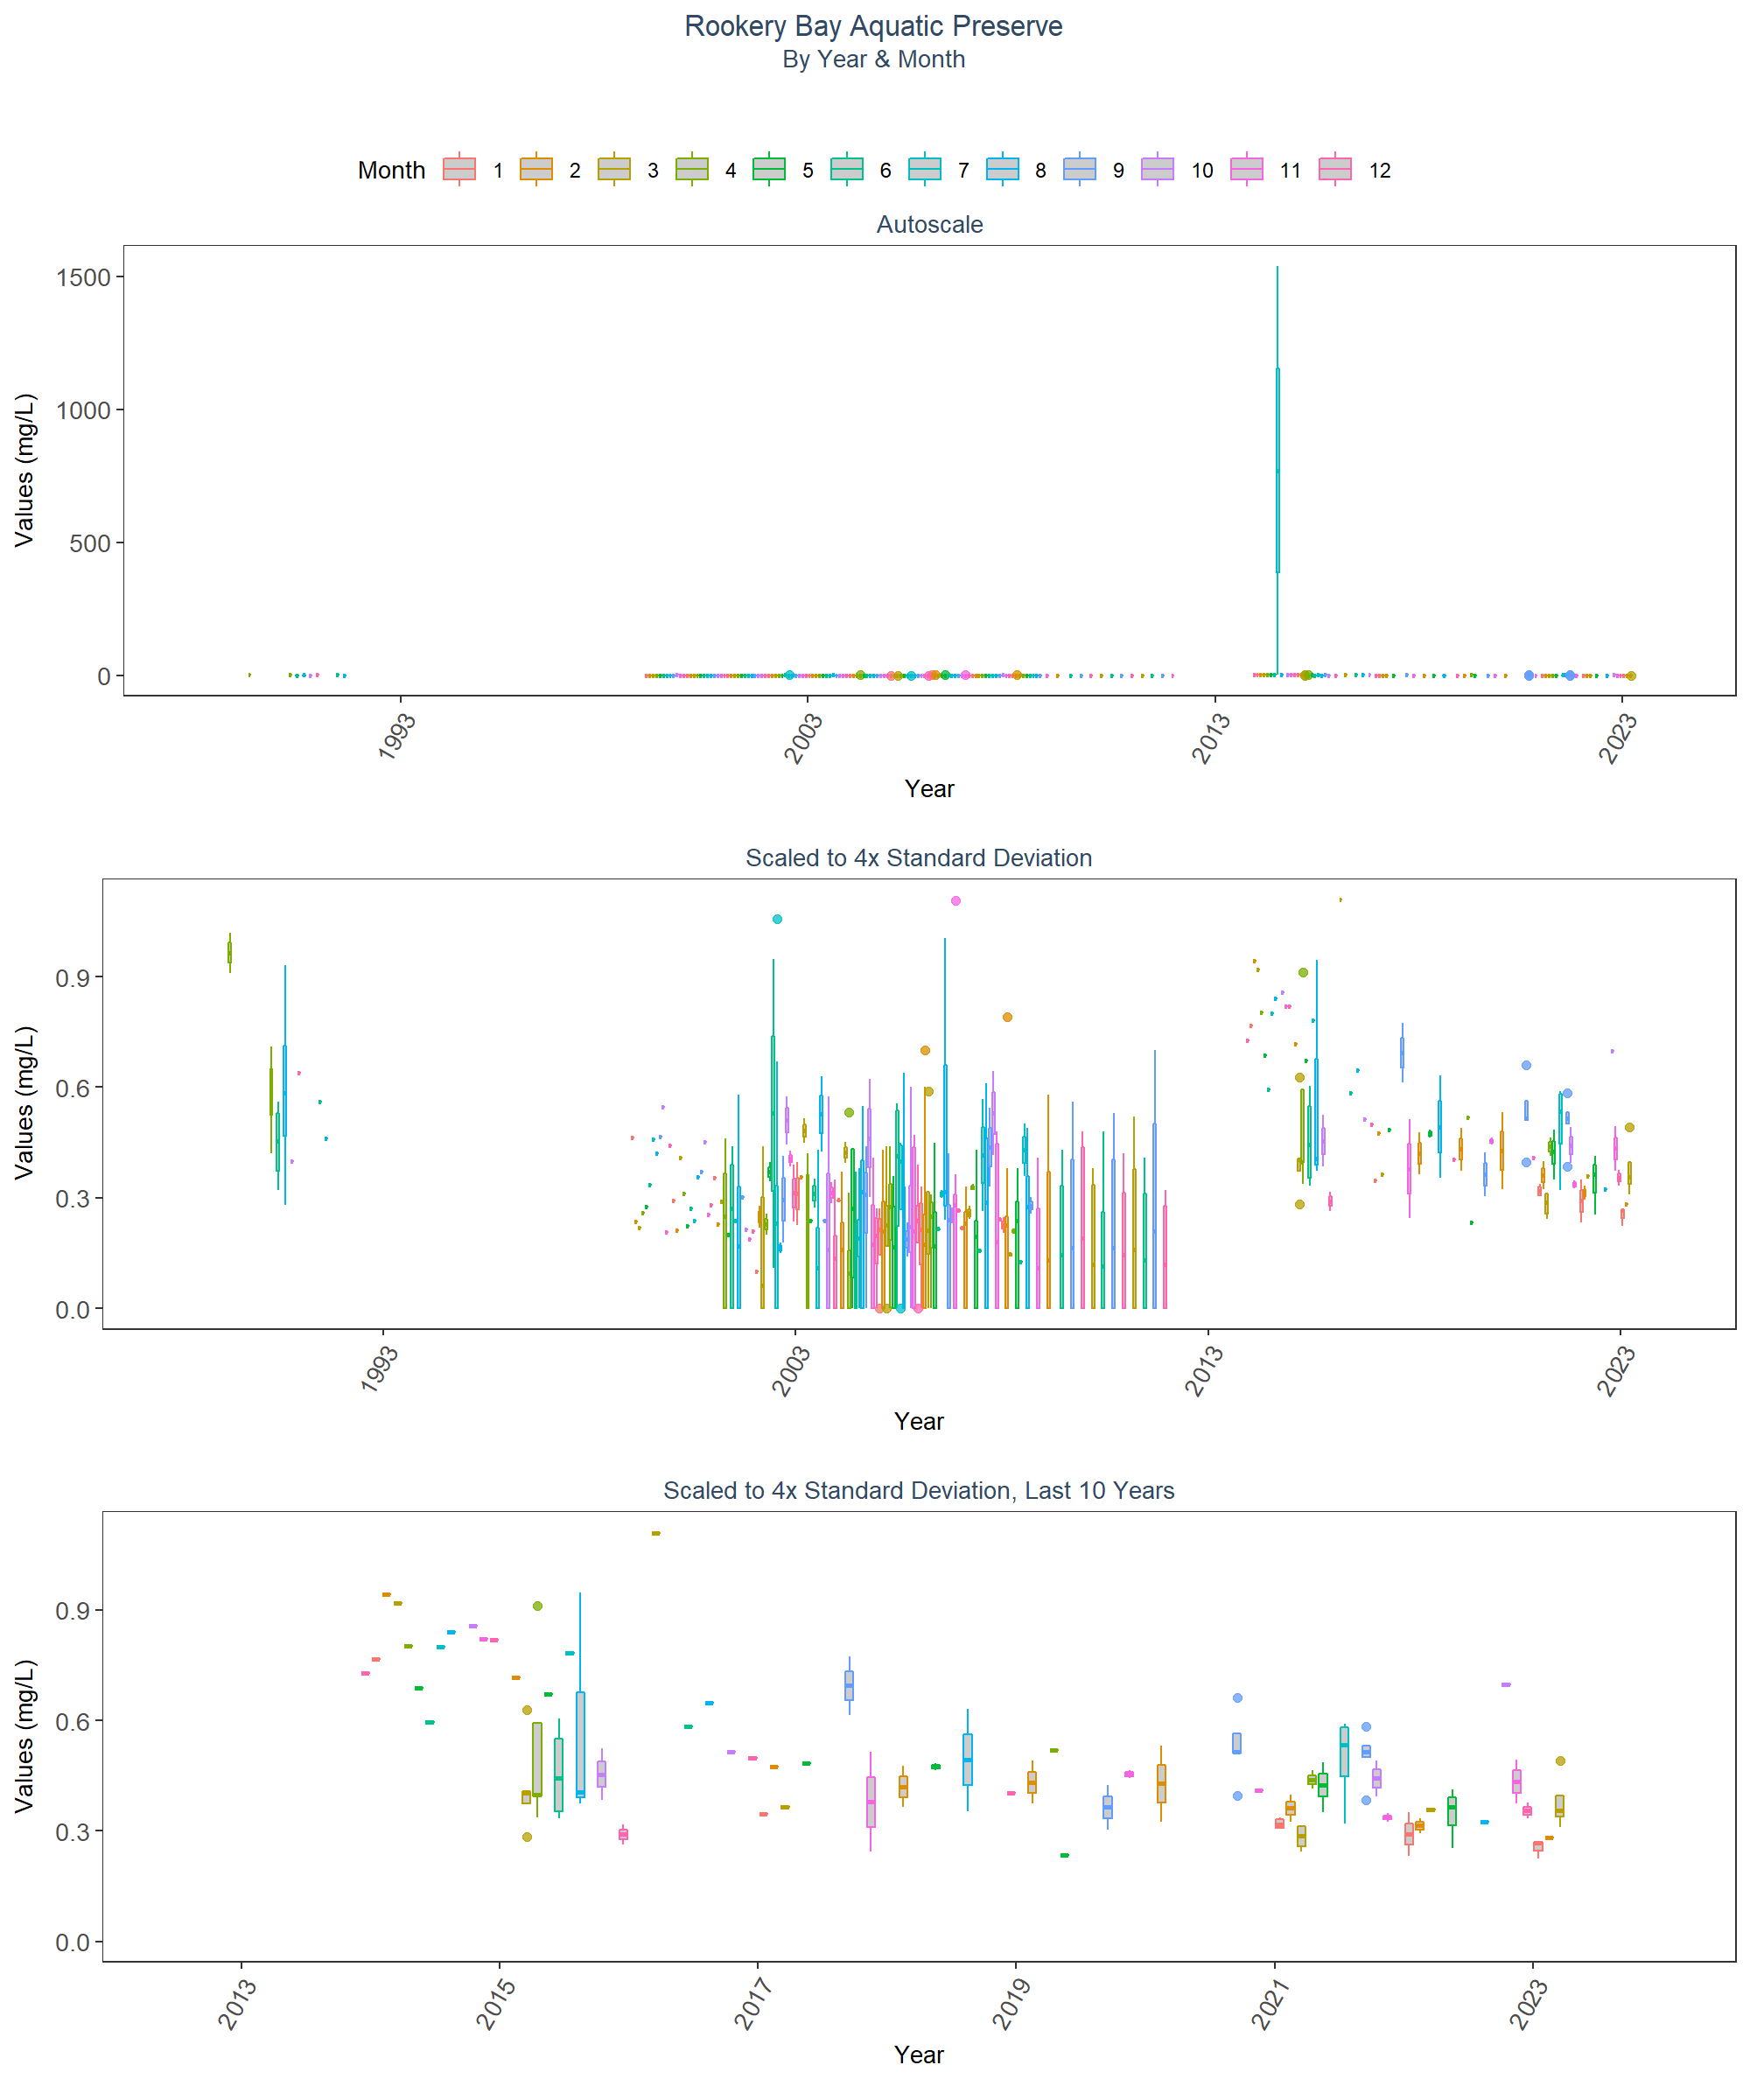 Rookery Bay Aquatic Preserve
By Year & Month
Month 1 2 3 4 5 6 7 8 9 10 11 12
Autoscale
1500
1000
500
0
Values (mg/L)
1993 2003 2013 2023
Year
Scaled to 4x Standard Deviation
0.9
0.6
0.3
0.0
Values (mg/L)
1993 2003 2013 2023
Year
Scaled to 4x Standard Deviation, Last 10 Years
0.9
0.6
0.3
0.0
Values (mg/L)
2013 2015 2017 2019 2021 2023
Year